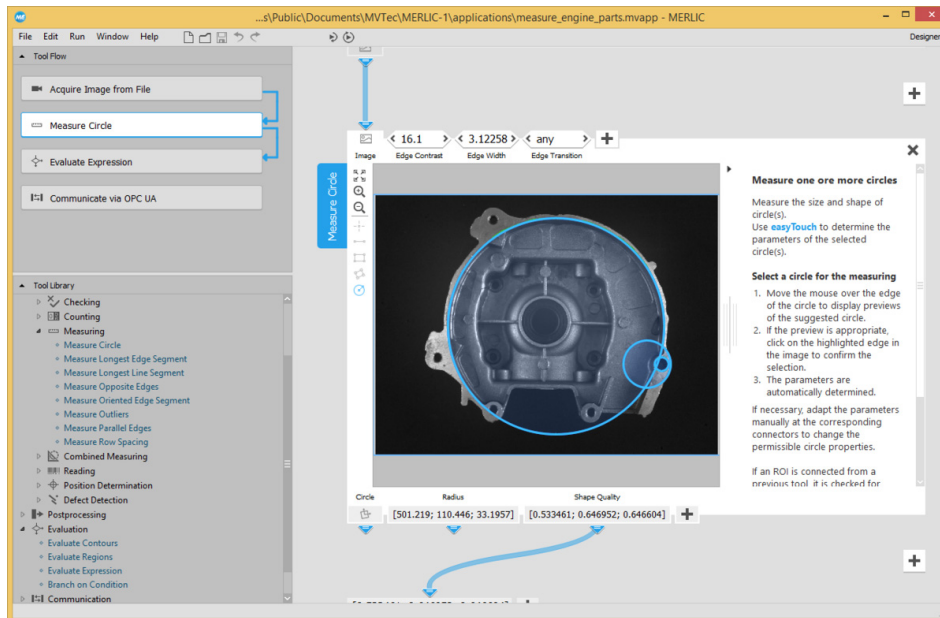 ...s\Public\Documents\MVTec\MERLIC-1\applications\measure_engine_parts.mvapp - MERLIC
File Edit Run Window Help
Designer
Tool Flow
Acquire Image from File
Measure Circle
Evaluate Expression
Communicate via OPC UA
Tool Library
Checking
Counting
Measuring
Measure Circle
Measure Longest Edge Segment
Measure Longest Line Segment
Measure Opposite Edges
Measure Oriented Edge Segment
Measure Outliers
Measure Parallel Edges
Measure Row Spacing
Combined Measuring
Reading
Position Determination
Defect Detection
Postprocessing
Evaluation
Evaluate Contours
Evaluate Regions
Evaluate Expression
Branch on Condition
Communication
16.1 3.12258 any
Image Edge Contrast Edge Width Edge Transition
Measure Circle
Measure one ore more circles
Measure the size and shape of
circle(s).
Use easyTouch to determine the
parameters of the selected
circle(s).
Select a circle for the measuring
1. Move the mouse over the edge
of the circle to display previews
of the suggested circle.
2. If the preview is appropriate,
click on the highlighted edge in
the image to confirm the
selection.
3. The parameters are
automatically determined.
If necessary, adapt the parameters
manually at the corresponding
connectors to change the
permissible circle properties.
If an ROI is connected from a
previous tool, it is checked for
Circle Radius Shape Quality
[501.219; 110.446; 33.1957] [0.533461; 0.646952; 0.646604]